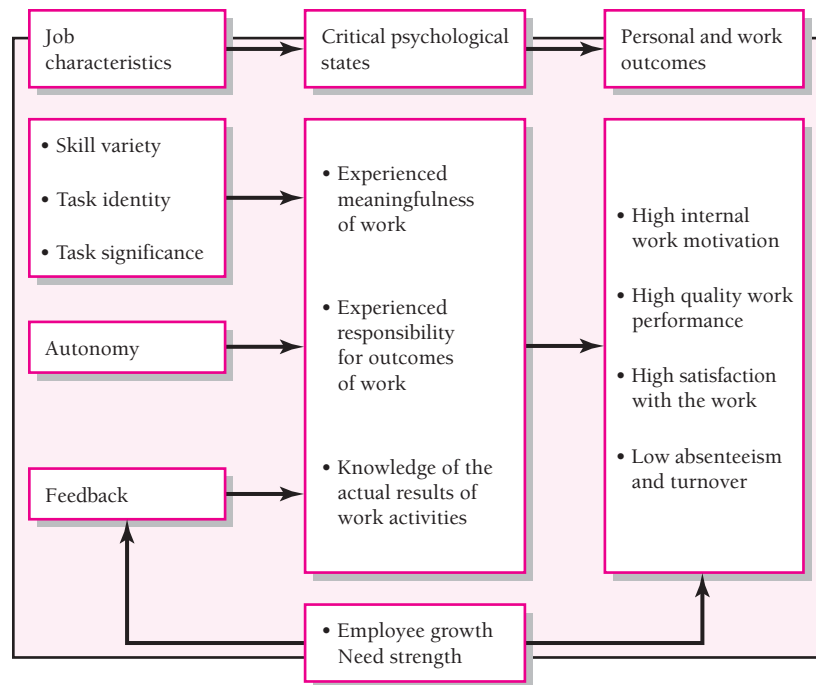 Job
characteristics
Critical psychological
states
Personal and work
outcomes
• Skill variety
• Task identity
• Task significance
Autonomy
Feedback
• Experienced
meaningfulness
of work
• Experienced
responsibility
for outcomes
of work
• Knowledge of the
actual results of
work activities
• High internal
work motivation
• High quality work
performance
• High satisfaction
with the work
• Low absenteeism
and turnover
• Employee growth
Need strength